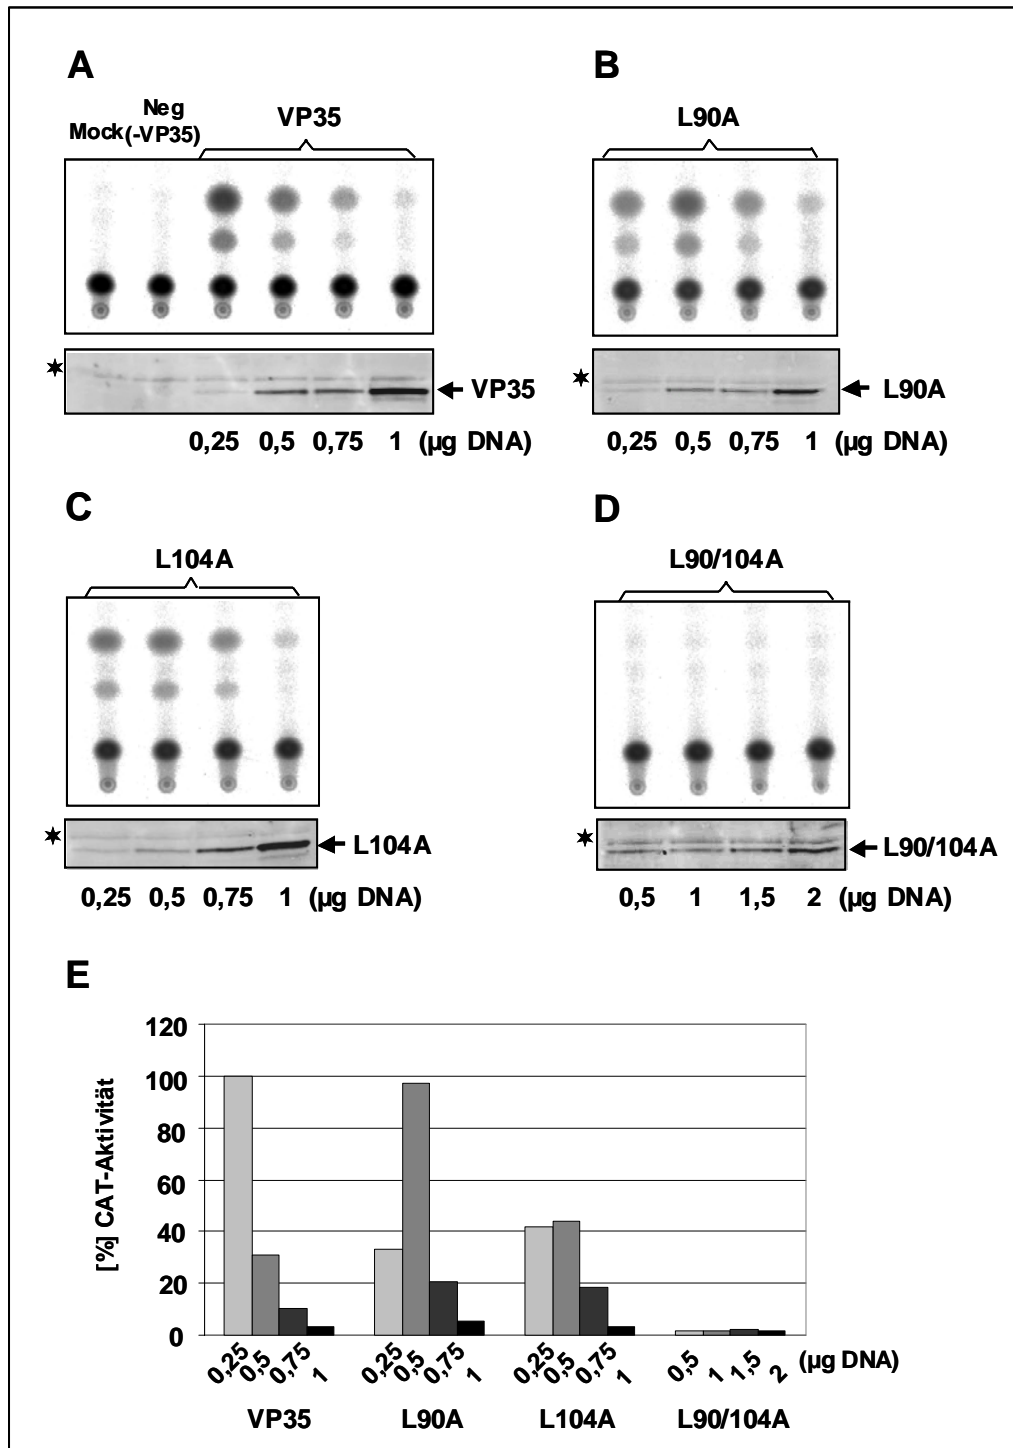 A
B
Mock
Neg
(-VP35)
VP35
L90A
VP35
L90A
0,25 0,5 0,75 1 (µg DNA)
0,25 0,5 0,75 1 (µg DNA)
C
D
L104A
L90/104A
L104A
L90/104A
0,25 0,5 0,75 1 (µg DNA)
0,5 1 1,5 2 (µg DNA)
E
[%] CAT-Aktivität
120
100
80
60
40
20
0
0,25 0,5 0,75 1 0,25 0,5 0,75 1 0,25 0,5 0,75 1 0,5 1 1,5 2 (µg DNA)
VP35 L90A L104A L90/104A